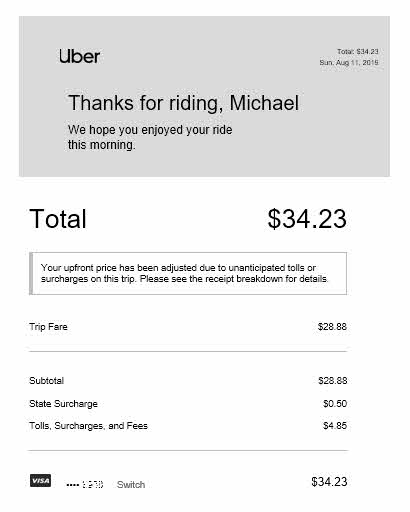 Uber
Total: $34.23
Sun, Aug 11, 2019
Thanks for riding, Michael
We hope you enjoyed your ride
this morning.
Total $34.23
Your upfront price has been adjusted due to unanticipated tolls or
surcharges on this trip. Please see the receipt breakdown for details.
Trip Fare $28.88
Subtotal $28.88
State Surcharge $0.50
Tolls, Surcharges, and Fees $4.85
VISA •••• Switch $34.23